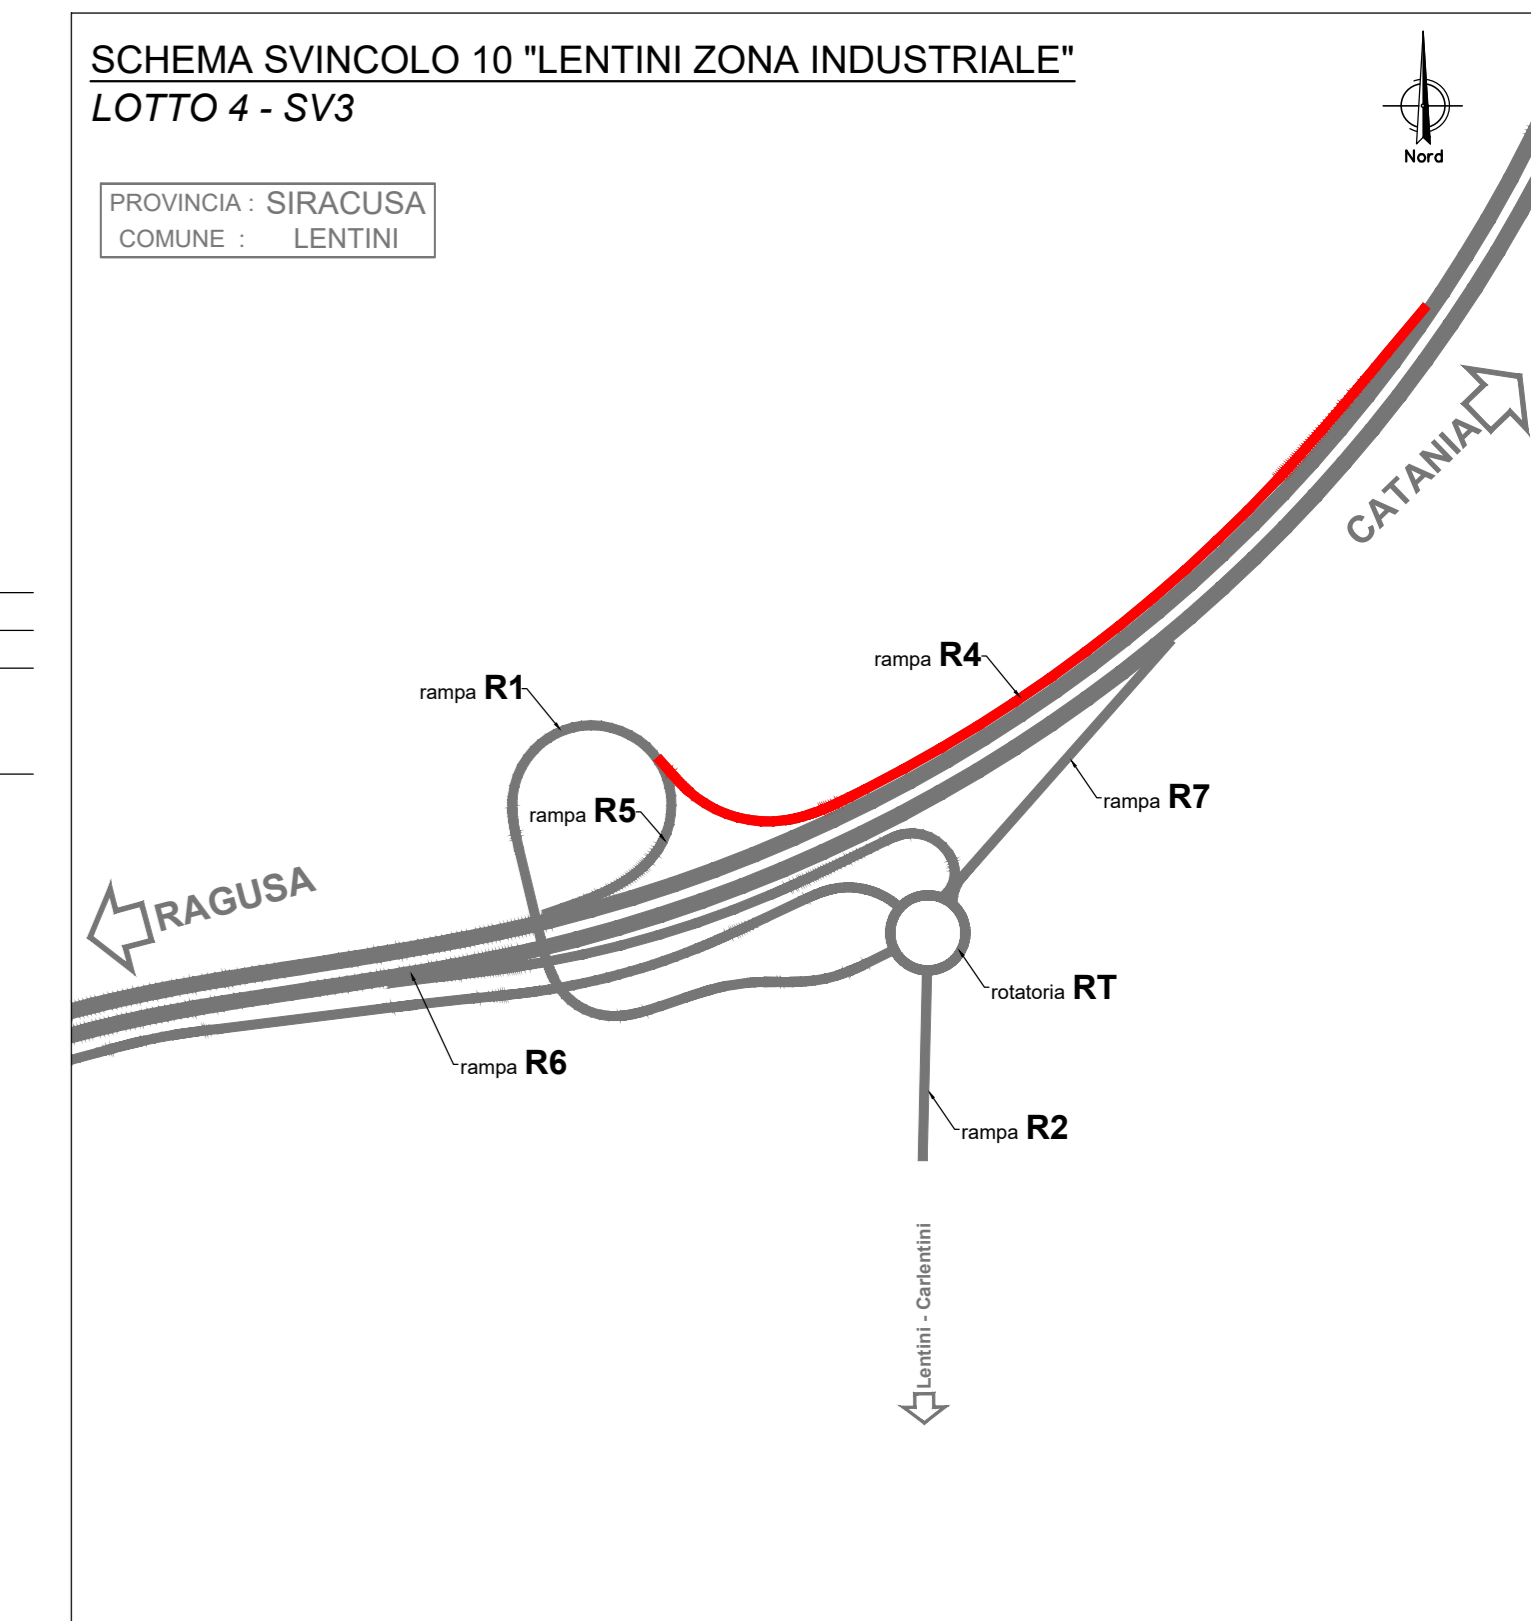 SCHEMA SVINCOLO 10 "LENTINI ZONA INDUSTRIALE"
LOTTO 4 - SV3
Nord
PROVINCIA : SIRACUSA
COMUNE : LENTINI
CATANIA
rampa R4
rampa R1
rampa R7
rampa R5
RAGUSA
rotatoria RT
rampa R6
rampa R2
Lentini - Carlentini